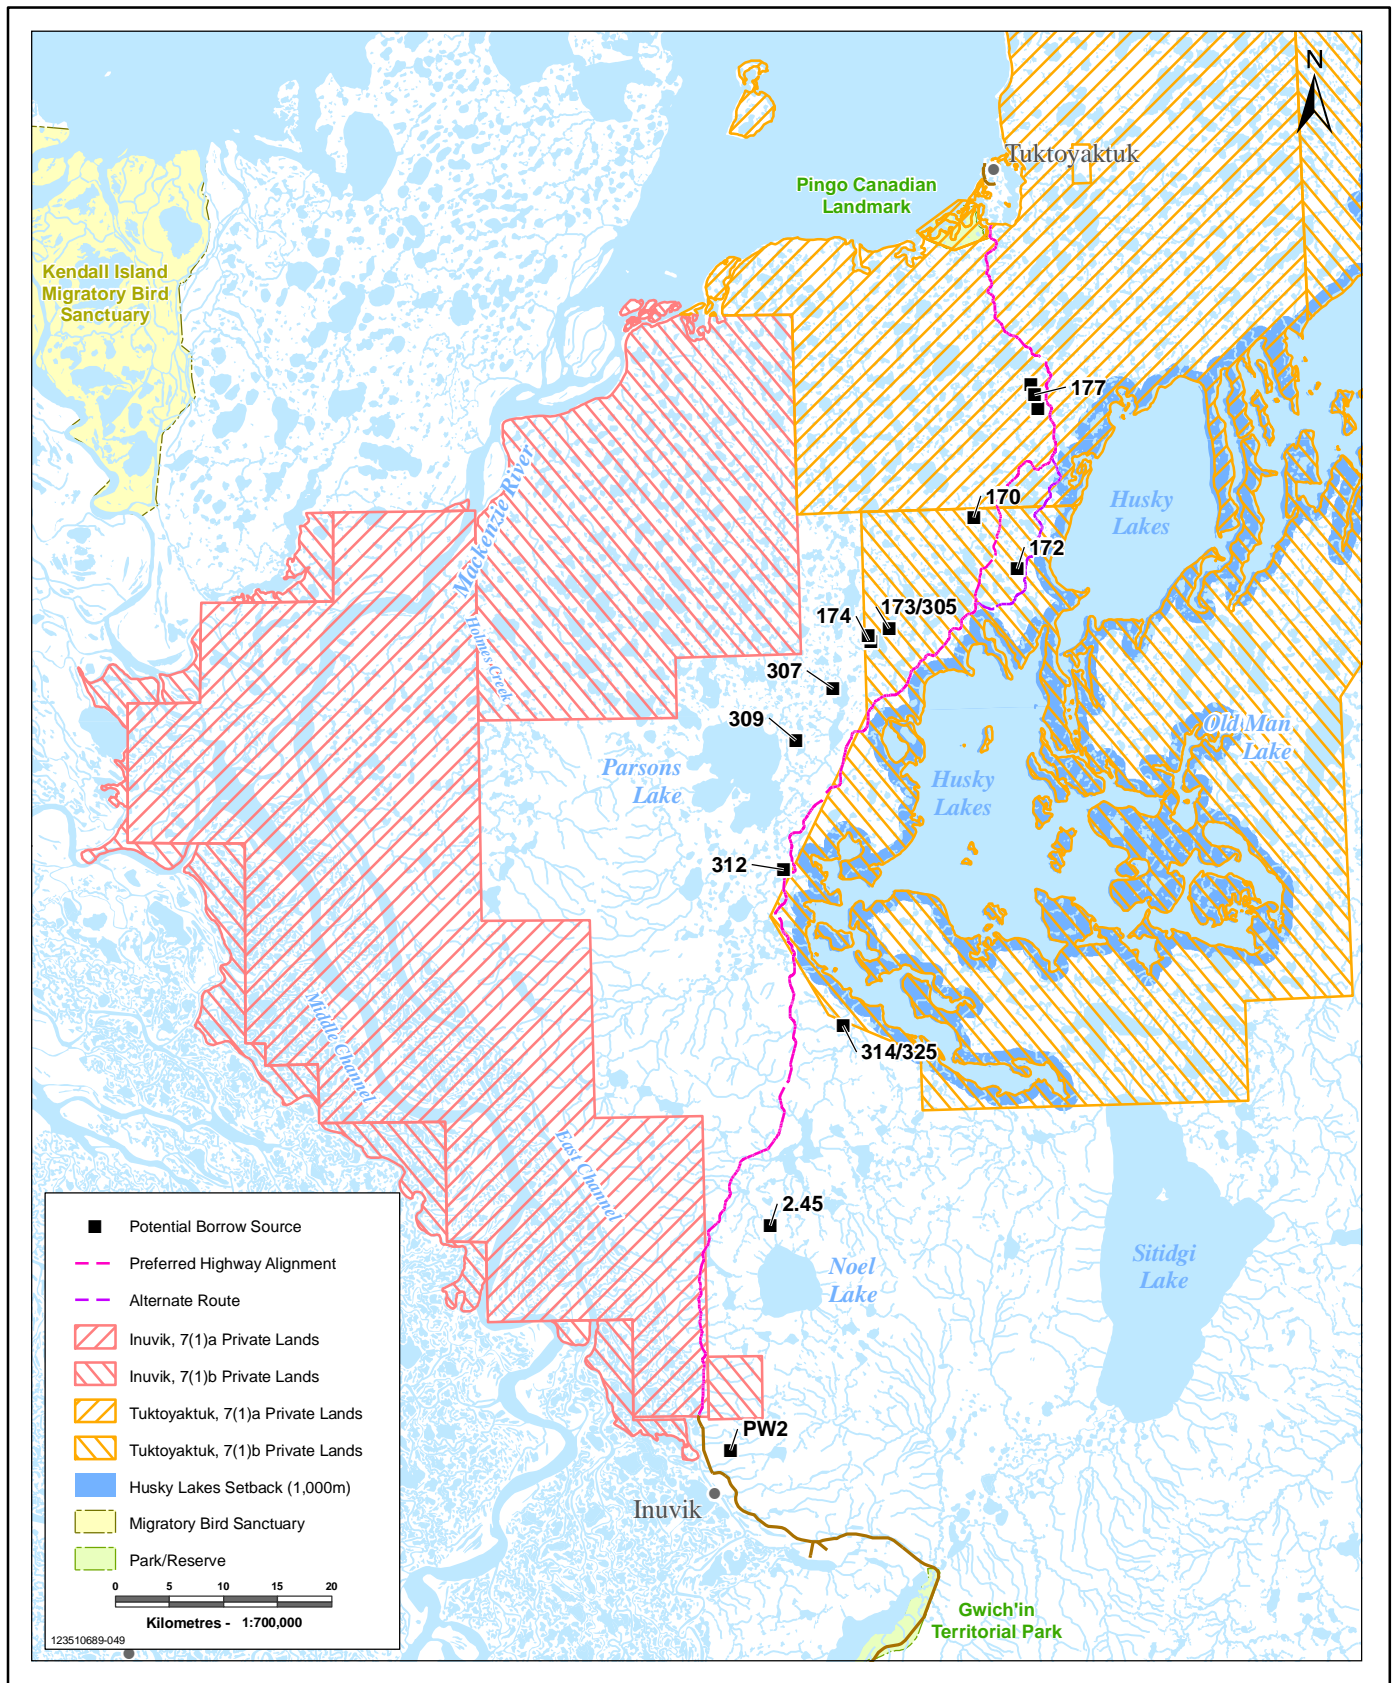 N
Tuktoyaktuk
Pingo Canadian
Landmark
Kendall Island
Migratory Bird
Sanctuary
177
Mackenzie River
170
Husky
Lakes
172
173/305
174
Holmes Creek
307
309
Old Man
Lake
Parsons
Lake
Husky
Lakes
312
Middle Channel
314/325
East Channel
2.45
Noel
Lake
Sitidgi
Lake
PW2
Inuvik
Gwich'in
Territorial Park
Potential Borrow Source
Preferred Highway Alignment
Alternate Route
Inuvik, 7(1)a Private Lands
Inuvik, 7(1)b Private Lands
Tuktoyaktuk, 7(1)a Private Lands
Tuktoyaktuk, 7(1)b Private Lands
Husky Lakes Setback (1,000m)
Migratory Bird Sanctuary
Park/Reserve
0 5 10 15 20
Kilometres - 1:700,000
123510689-049